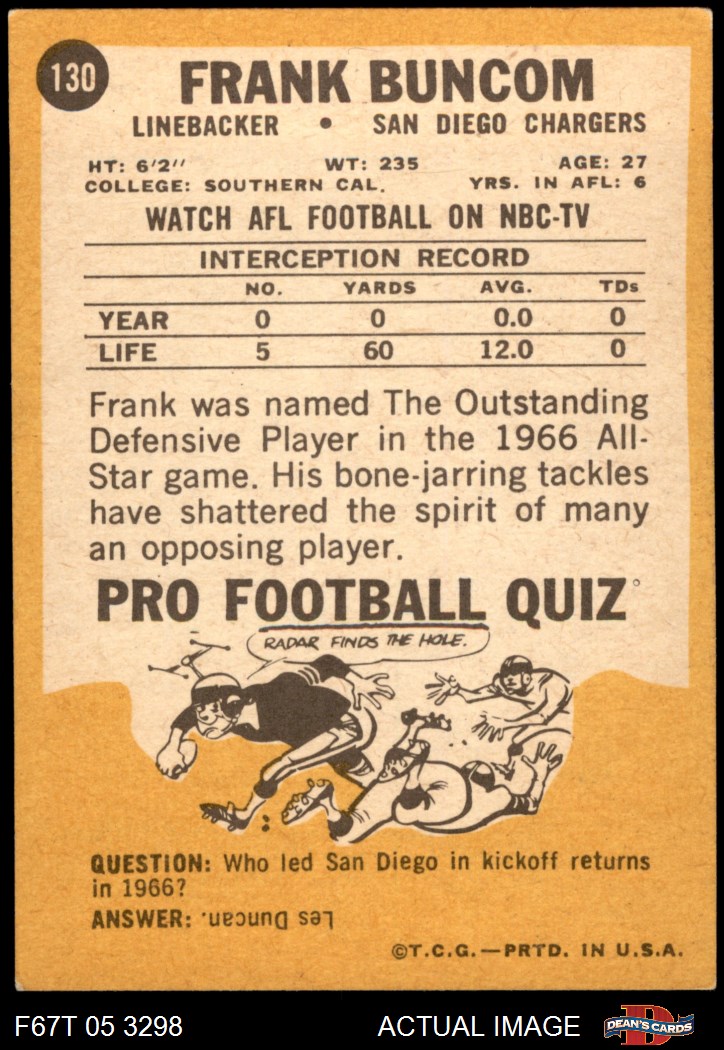 130
FRANK BUNCOM
LINEBACKER • SAN DIEGO CHARGERS
HT: 6'2" WT: 235 AGE: 27
COLLEGE: SOUTHERN CAL. YRS. IN AFL: 6
WATCH AFL FOOTBALL ON NBC-TV
INTERCEPTION RECORD
NO. YARDS AVG. TDs
YEAR 0 0 0.0 0
LIFE 5 60 12.0 0
Frank was named The Outstanding
Defensive Player in the 1966 All-
Star game. His bone-jarring tackles
have shattered the spirit of many
an opposing player.
PRO FOOTBALL QUIZ
RADAR FINDS THE HOLE.
QUESTION: Who led San Diego in kickoff returns
in 1966?
ANSWER: Les Duncan.
©T.C.G.—PRTD. IN U.S.A.
F67T 05 3298 ACTUAL IMAGE D DEAN'S CARDS